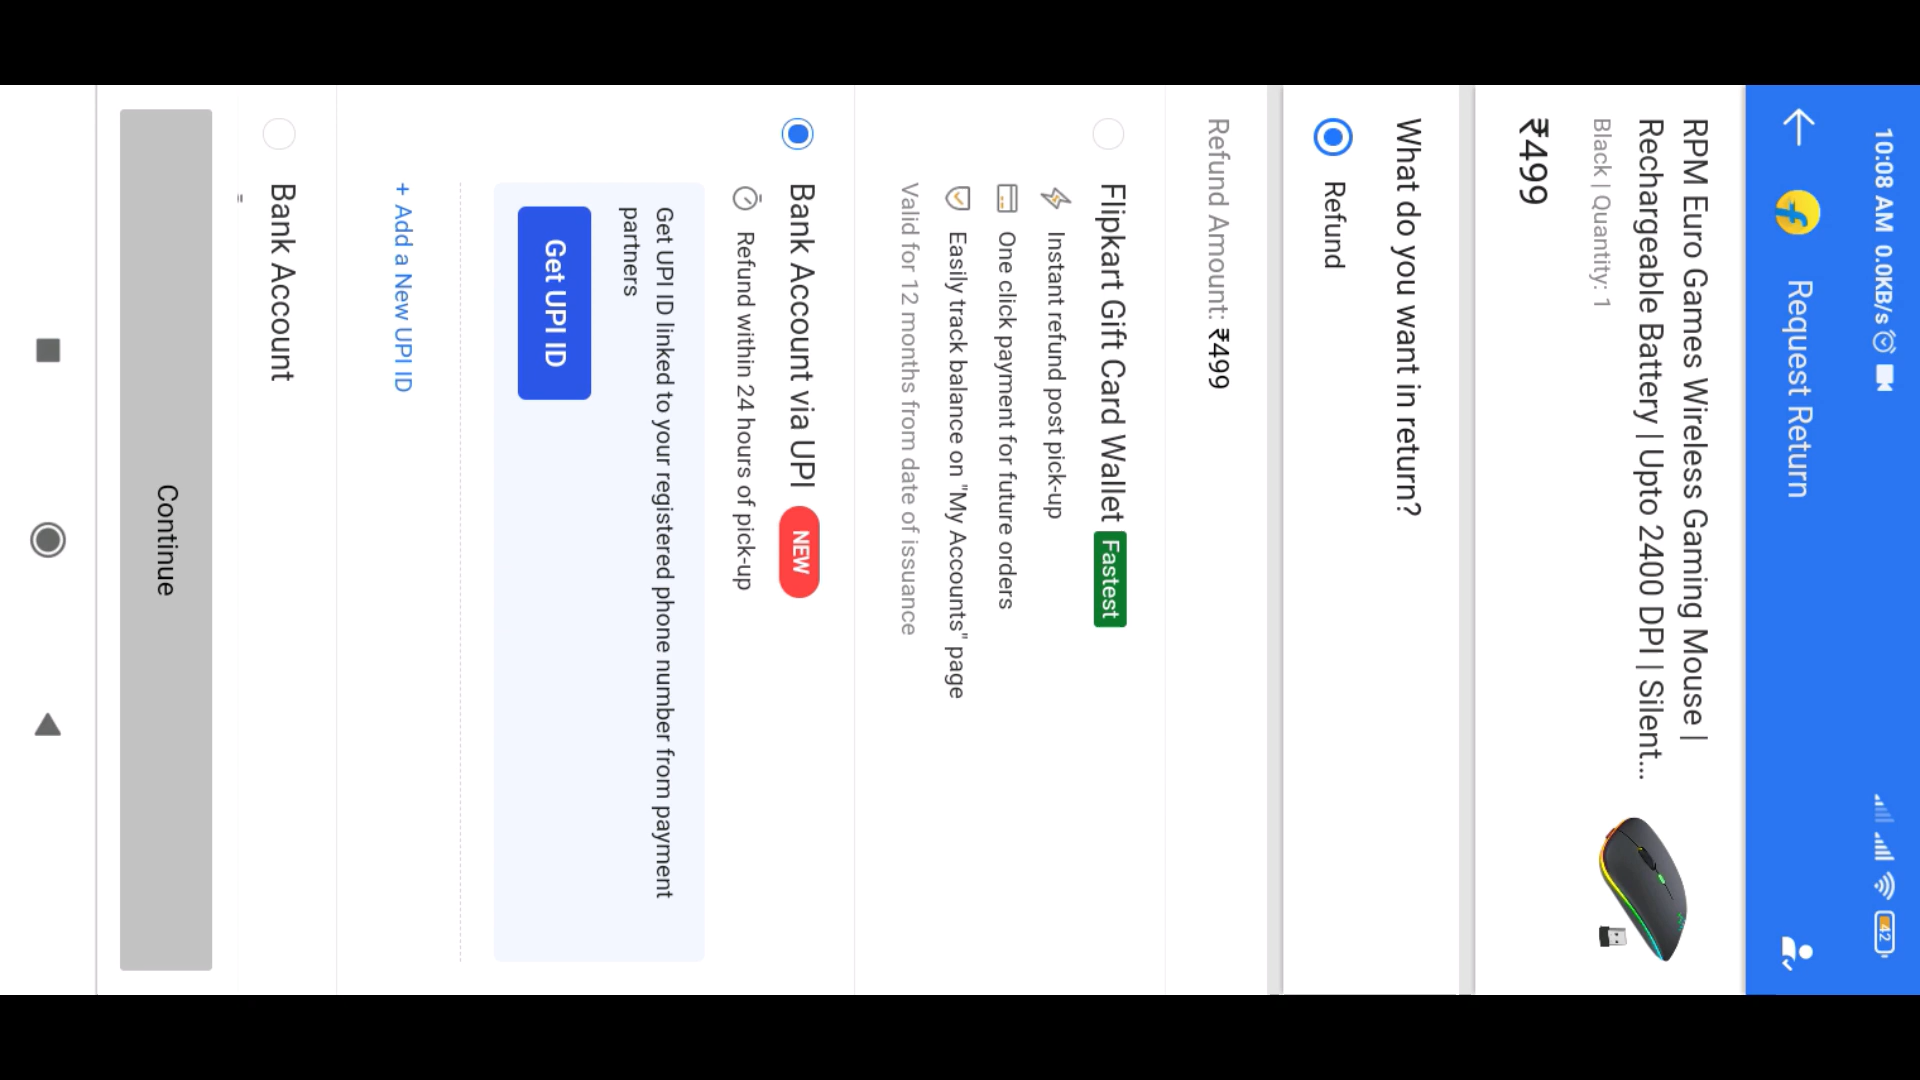 10:08 AM 0.0KB/s
42
Request Return
RPM Euro Games Wireless Gaming Mouse |
Rechargeable Battery | Upto 2400 DPI | Silent...
Black | Quantity: 1
₹499
What do you want in return?
Refund
Refund Amount: ₹499
Flipkart Gift Card Wallet Fastest
Instant refund post pick-up
One click payment for future orders
Easily track balance on "My Accounts" page
Valid for 12 months from date of issuance
Bank Account via UPI NEW
Refund within 24 hours of pick-up
Get UPI ID linked to your registered phone number from payment
partners
Get UPI ID
+ Add a New UPI ID
Bank Account
Continue